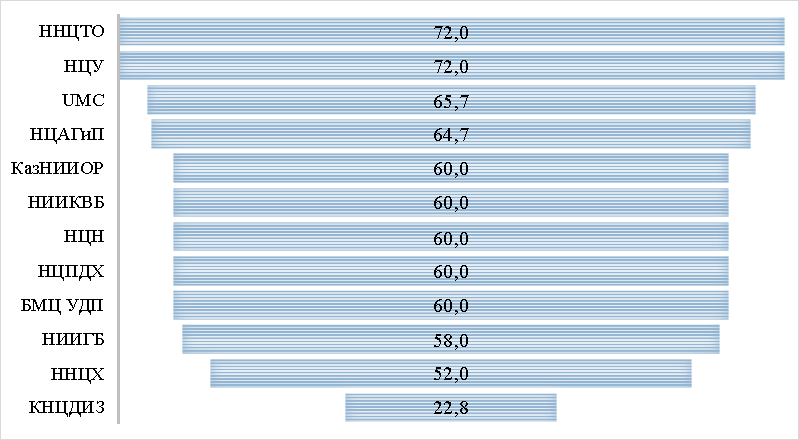 ННЦТО 72,0
НЦУ 72,0
UMC 65,7
НЦАГиП 64,7
КазНИИОР 60,0
НИИКВБ 60,0
НЦН 60,0
НЦПДХ 60,0
БМЦ УДП 60,0
НИИГБ 58,0
ННЦХ 52,0
КНЦДИЗ 22,8